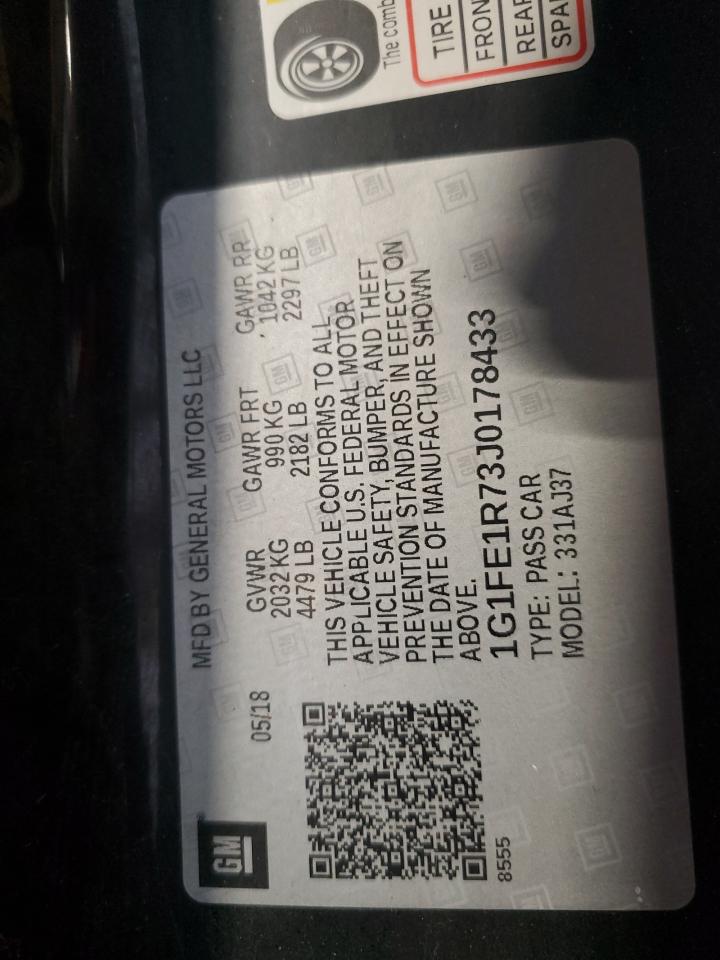 The comb
TIRE
FRON
REAR
SPA
GM
MFD BY GENERAL MOTORS LLC
05/18
GVWR GAWR FRT GAWR RR
2032 KG 990 KG 1042 KG
4479 LB 2182 LB 2297 LB
THIS VEHICLE CONFORMS TO ALL
APPLICABLE U.S. FEDERAL MOTOR
VEHICLE SAFETY, BUMPER, AND THEFT
PREVENTION STANDARDS IN EFFECT ON
THE DATE OF MANUFACTURE SHOWN
ABOVE.
1G1FE1R73J0178433
TYPE: PASS CAR
MODEL: 331AJ37
8555